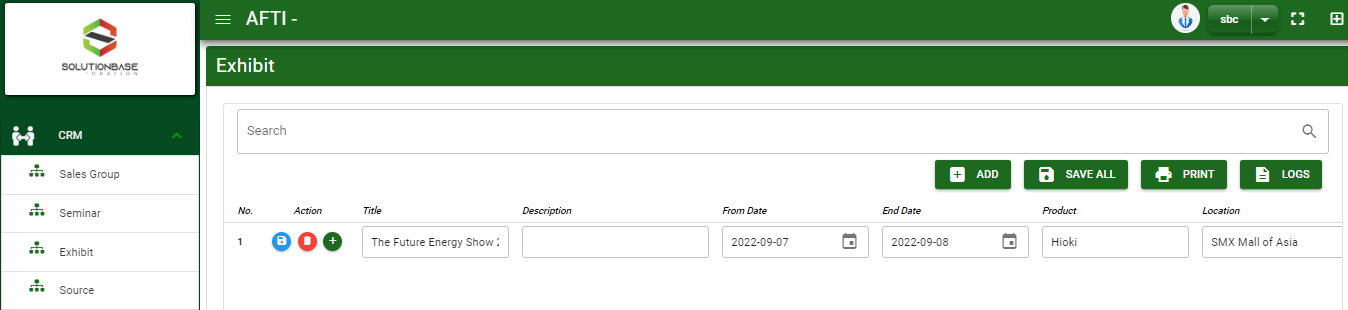 AFTI -
sbc
SOLUTIONBASE
Exhibit
Search
CRM
ADD
SAVE ALL
PRINT
LOGS
Sales Group
Seminar
Exhibit
Source
No.
Action
Title
Description
From Date
End Date
Product
Location
1
The Future Energy Show 2
2022-09-07
2022-09-08
Hioki
SMX Mall of Asia